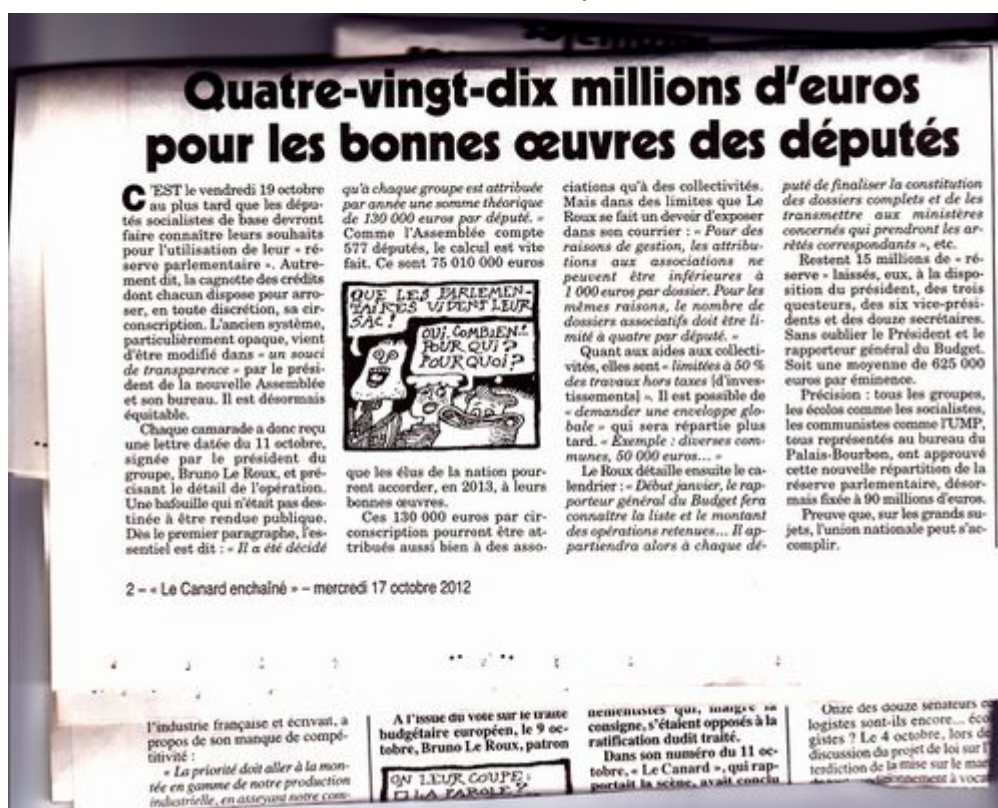 Quatre-vingt-dix millions d'euros
pour les bonnes œuvres des députés
C'EST le vendredi 19 octobre
au plus tard que les dépu-
tés socialistes de base devront
faire connaître leurs souhaits
pour l'utilisation de leur « ré-
serve parlementaire ». Autre-
ment dit, la cagnotte des crédits
dont chacun dispose pour arro-
ser, en toute discrétion, sa cir-
conscription. L'ancien système,
particulièrement opaque, vient
d'être modifié dans « un souci
de transparence » par le prési-
dent de la nouvelle Assemblée
et son bureau. Il est désormais
équitable.
Chaque camarade a donc reçu
une lettre datée du 11 octobre,
signée par le président du
groupe, Bruno Le Roux, et pré-
cisant le détail de l'opération.
Une bafouille qui n'était pas des-
tinée à être rendue publique.
Dès le premier paragraphe, l'es-
sentiel est dit : « Il a été décidé
qu'à chaque groupe est attribuée
par année une somme théorique
de 130 000 euros par député. »
Comme l'Assemblée compte
577 députés, le calcul est vite
fait. Ce sont 75 010 000 euros
QUE LES PARLEMEN-
TAIRES VIDENT LEUR
SAC !
OUI, COMBIEN ?
POUR QUI ?
POUR QUOI ?
que les élus de la nation pour-
ront accorder, en 2013, à leurs
bonnes œuvres.
Ces 130 000 euros par cir-
conscription pourront être at-
tribués aussi bien à des asso-
ciations qu'à des collectivités.
Mais dans des limites que Le
Roux se fait un devoir d'exposer
dans son courrier : « Pour des
raisons de gestion, les attribu-
tions aux associations ne
peuvent être inférieures à
1 000 euros par dossier. Pour les
mêmes raisons, le nombre de
dossiers associatifs doit être li-
mité à quatre par député. »
Quant aux aides aux collecti-
vités, elles sont « limitées à 50 %
des travaux hors taxes [d'inves-
tissements] ». Il est possible de
« demander une enveloppe glo-
bale » qui sera répartie plus
tard. « Exemple : diverses com-
munes, 50 000 euros... »
Le Roux détaille ensuite le ca-
lendrier : « Début janvier, le rap-
porteur général du Budget fera
connaître la liste et le montant
des opérations retenues... Il ap-
partiendra alors à chaque dé-
puté de finaliser la constitution
des dossiers complets et de les
transmettre aux ministères
concernés qui prendront les ar-
rêtés correspondants », etc.
Restent 15 millions de « ré-
serve » laissés, eux, à la dispo-
sition du président, des trois
questeurs, des six vice-prési-
dents et des douze secrétaires.
Sans oublier le Président et le
rapporteur général du Budget.
Soit une moyenne de 625 000
euros par éminence.
Précision : tous les groupes,
les écolos comme les socialistes,
les communistes comme l'UMP,
tous représentés au bureau du
Palais-Bourbon, ont approuvé
cette nouvelle répartition de la
réserve parlementaire, désor-
mais fixée à 90 millions d'euros.
Preuve que, sur les grands su-
jets, l'union nationale peut s'ac-
complir.
2 – « Le Canard enchaîné » – mercredi 17 octobre 2012
l'industrie française et écrivait, à
propos de son manque de compé-
titivité :
« La priorité doit aller à la mon-
tée en gamme de notre production
industrielle, en asseyant notre com-
A l'issue du vote sur le traité
budgétaire européen, le 9 oc-
tobre, Bruno Le Roux, patron
ON LEUR COUPE
LA PAROLE ?
nementistes qui, malgré la
consigne, s'étaient opposés à la
ratification dudit traité.
Dans son numéro du 11 oc-
tobre, « Le Canard », qui rap-
portait la scène, avait conclu
Onze des douze sénateurs
logistes sont-ils encore... éco
gistes ? Le 4 octobre, lors de
discussion du projet de loi sur l'
terdiction de la mise sur le mar
à vocat